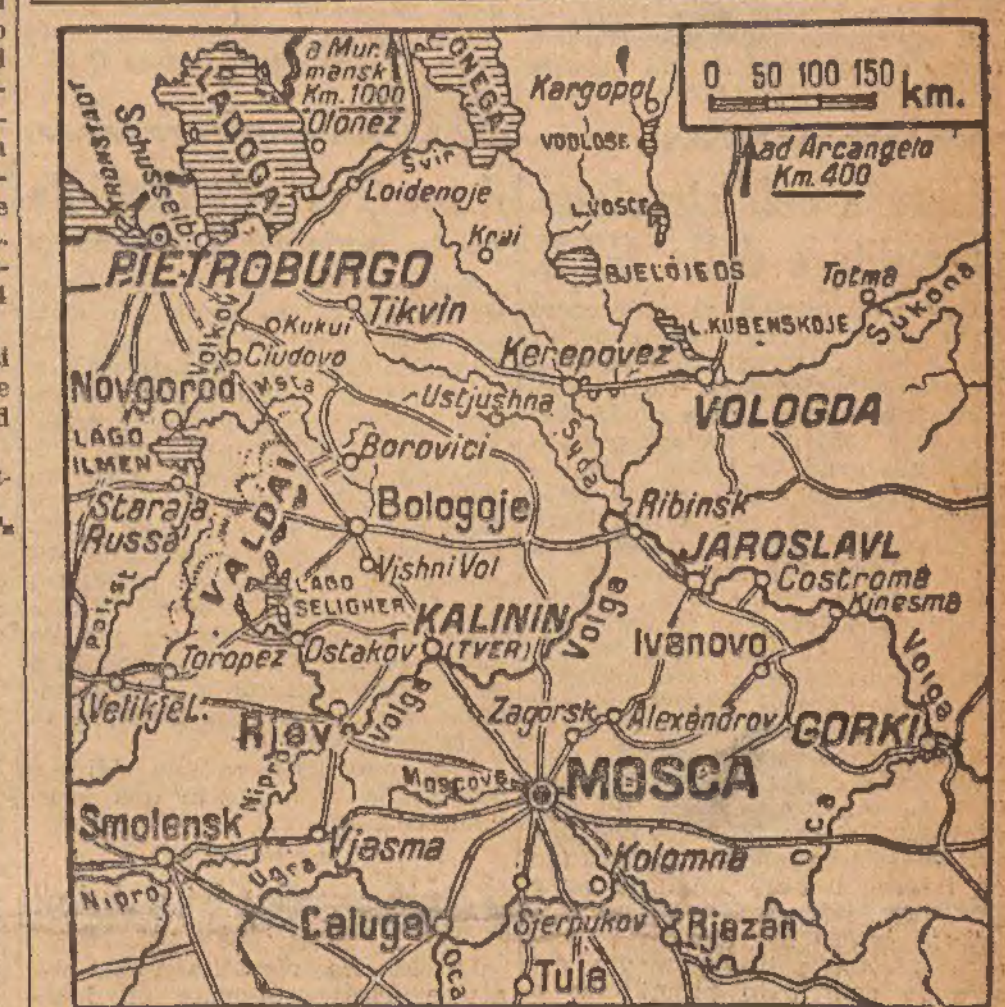 a Mur.
mansk
Km. 1000
Olonez
LADOGA
ONEGA
Kargopol
0 50 100 150 km.
KRONSTADT
Schusselb.
VODLOSE
ad Arcangelo
Km. 400
Svir
Loidenoje
L. VOSCE
Krai
BJELOJEOS
PIETROBURGO
Totma
Sukona
Tikvin
Volkov
Kukui
L. KUBENSKOJE
Ciudovo
Kerepovez
Novgorod
Msta
Ustjushna
VOLOGDA
LAGO
ILMEN
Borovici
Syda
Staraja
Russa
Bologoje
Ribinsk
VALDAI
JAROSLAVL
Vishni Vol
Costroma
LAGO
SELIGHER
Kinesma
Polist
KALININ
(TVER)
Volga
Ivanovo
Toropez
Ostakov
Volga
Velikje L.
Volga
Zagorsk
Alexandrov
Rjev
GORKI
Nipro
Moscova
MOSCA
Smolensk
Vjasma
Oca
Kolomna
Ugra
Nipro
Caluga
Sjerpukov
Rjazan
Oca
Tula